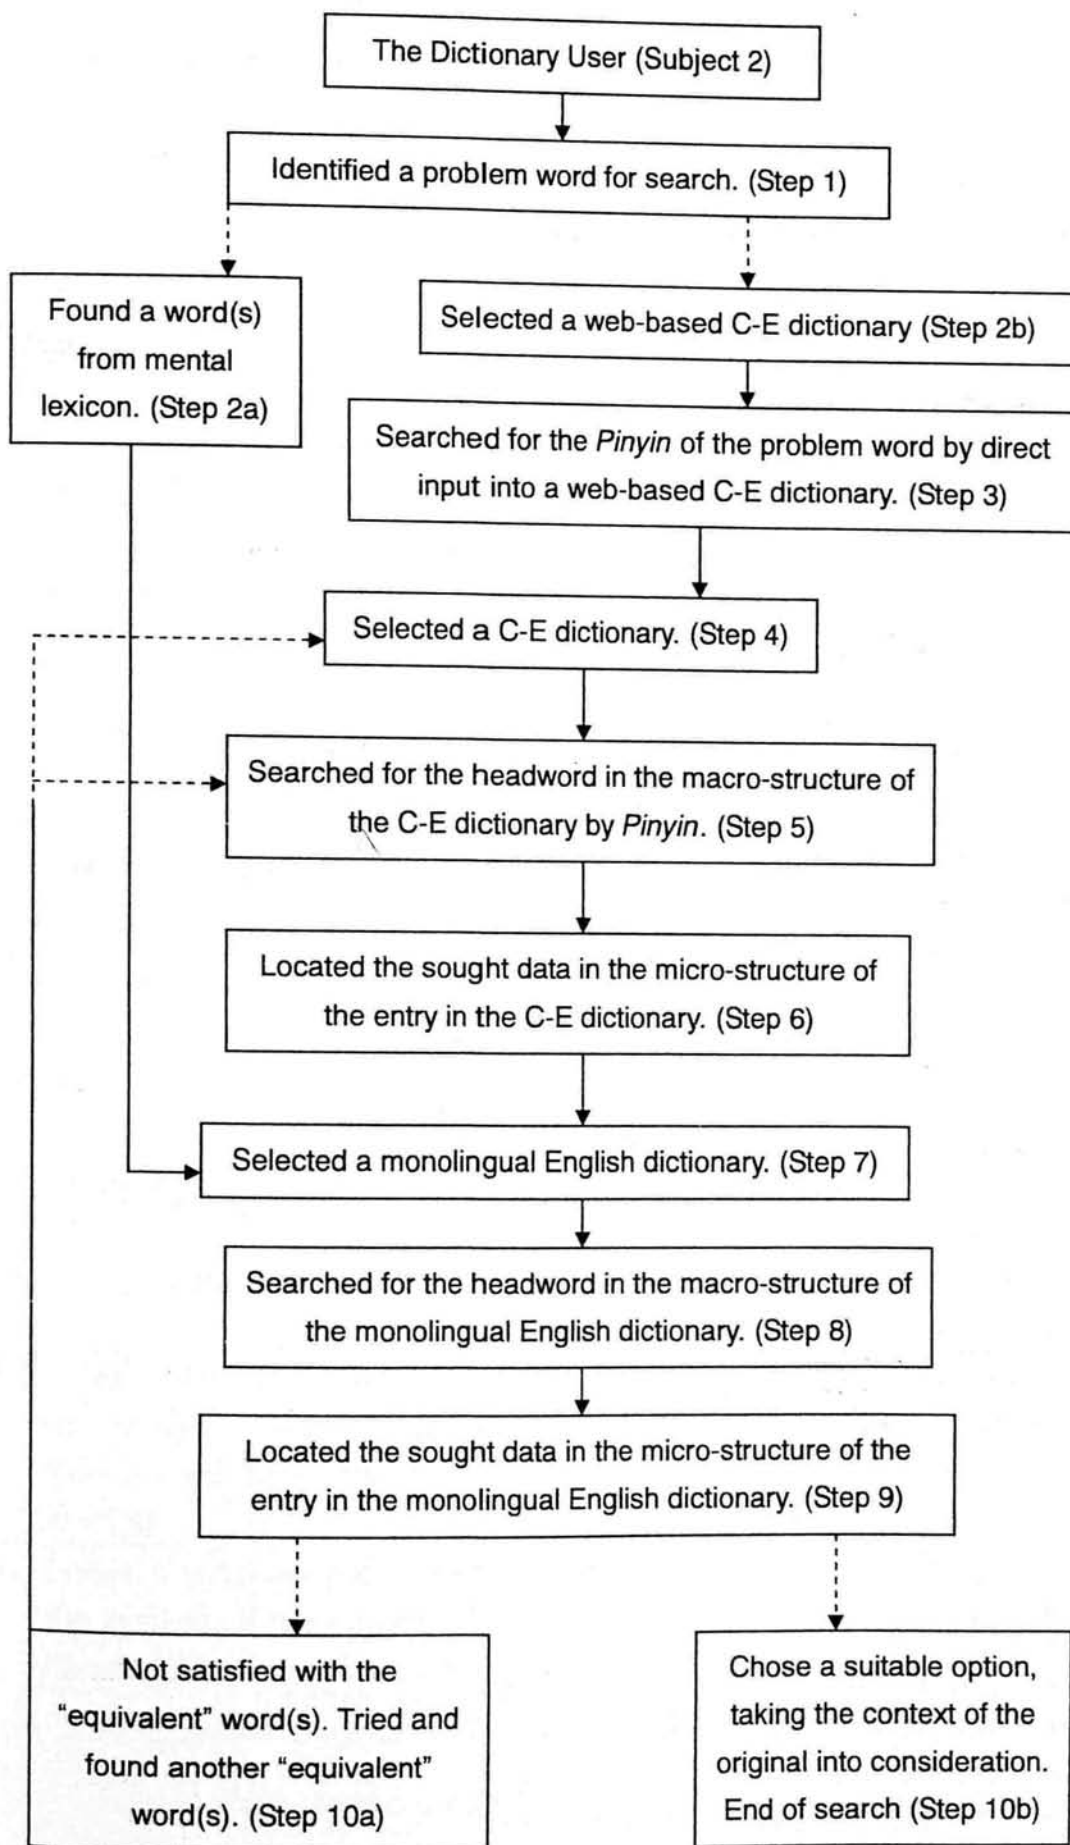 The Dictionary User (Subject 2)
Identified a problem word for search. (Step 1)
Found a word(s)
from mental
lexicon. (Step 2a)
Selected a web-based C-E dictionary (Step 2b)
Searched for the Pinyin of the problem word by direct
input into a web-based C-E dictionary. (Step 3)
Selected a C-E dictionary. (Step 4)
Searched for the headword in the macro-structure of
the C-E dictionary by Pinyin. (Step 5)
Located the sought data in the micro-structure of
the entry in the C-E dictionary. (Step 6)
Selected a monolingual English dictionary. (Step 7)
Searched for the headword in the macro-structure of
the monolingual English dictionary. (Step 8)
Located the sought data in the micro-structure of the
entry in the monolingual English dictionary. (Step 9)
Not satisfied with the
“equivalent” word(s). Tried and
found another “equivalent”
word(s). (Step 10a)
Chose a suitable option,
taking the context of the
original into consideration.
End of search (Step 10b)